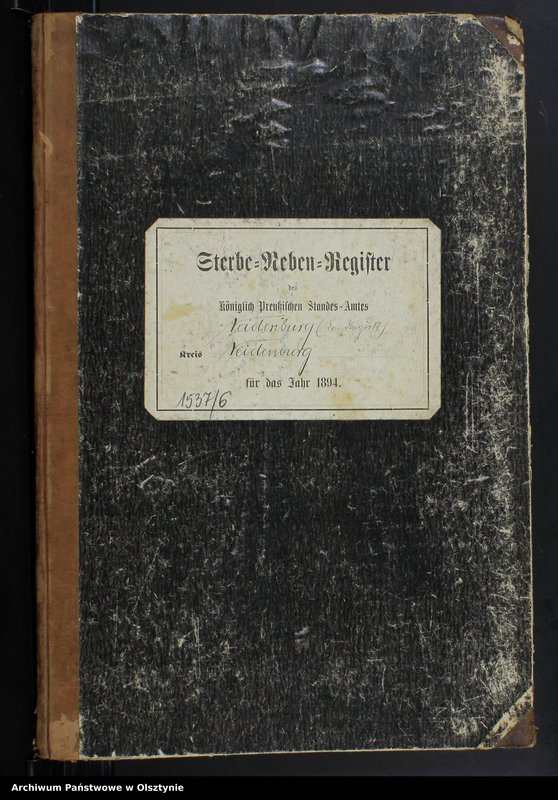 Sterbe-Neben-Register
des
Königlich Preußischen Standes-Amtes
Neidenburg (Landbezirk)
Kreis Neidenburg
für das Jahr 1894.
1537/6
Archiwum Państwowe w Olsztynie